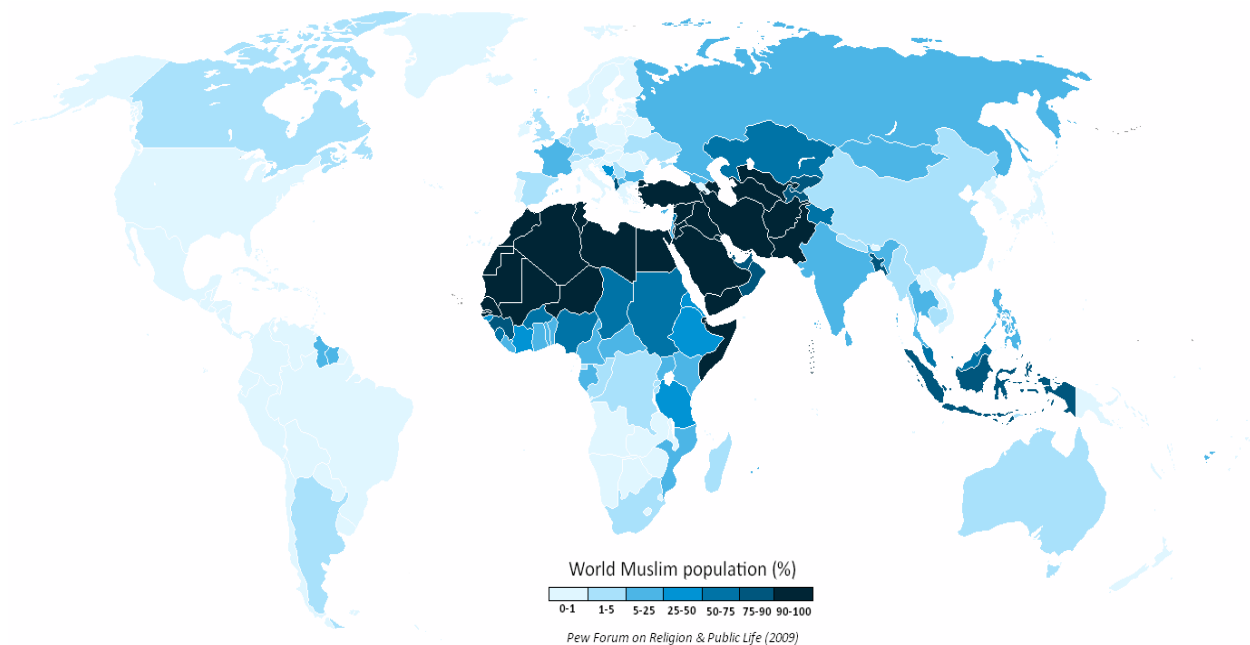 World Muslim population (%)
0-1 1-5 5-25 25-50 50-75 75-90 90-100
Pew Forum on Religion & Public Life (2009)